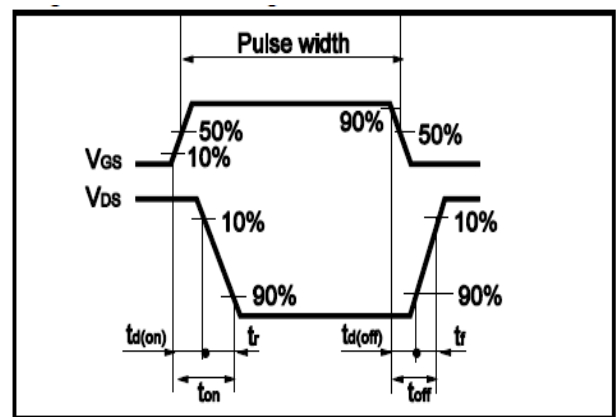 Pulse width
90%
50%
50%
10%
VGS
VDS
10%
10%
90%
90%
td(on)
tr
td(off)
tf
ton
toff